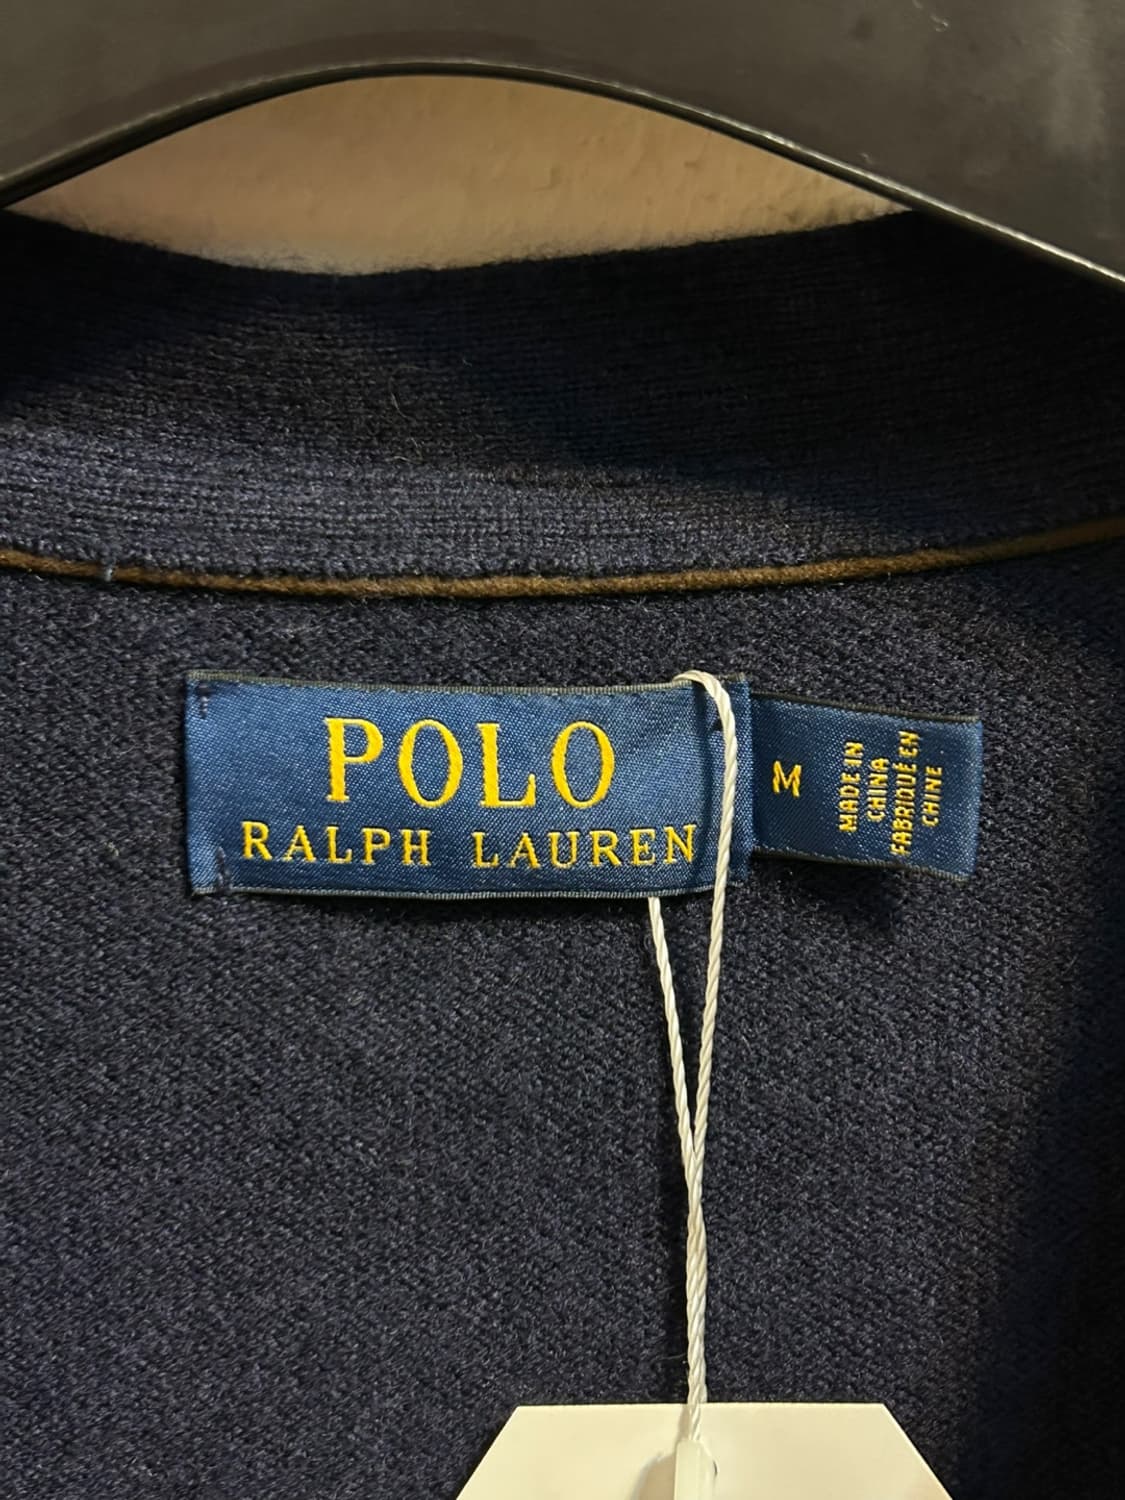 POLO
RALPH LAUREN
M
MADE IN
CHINA
FABRIQUÉ EN
CHINE